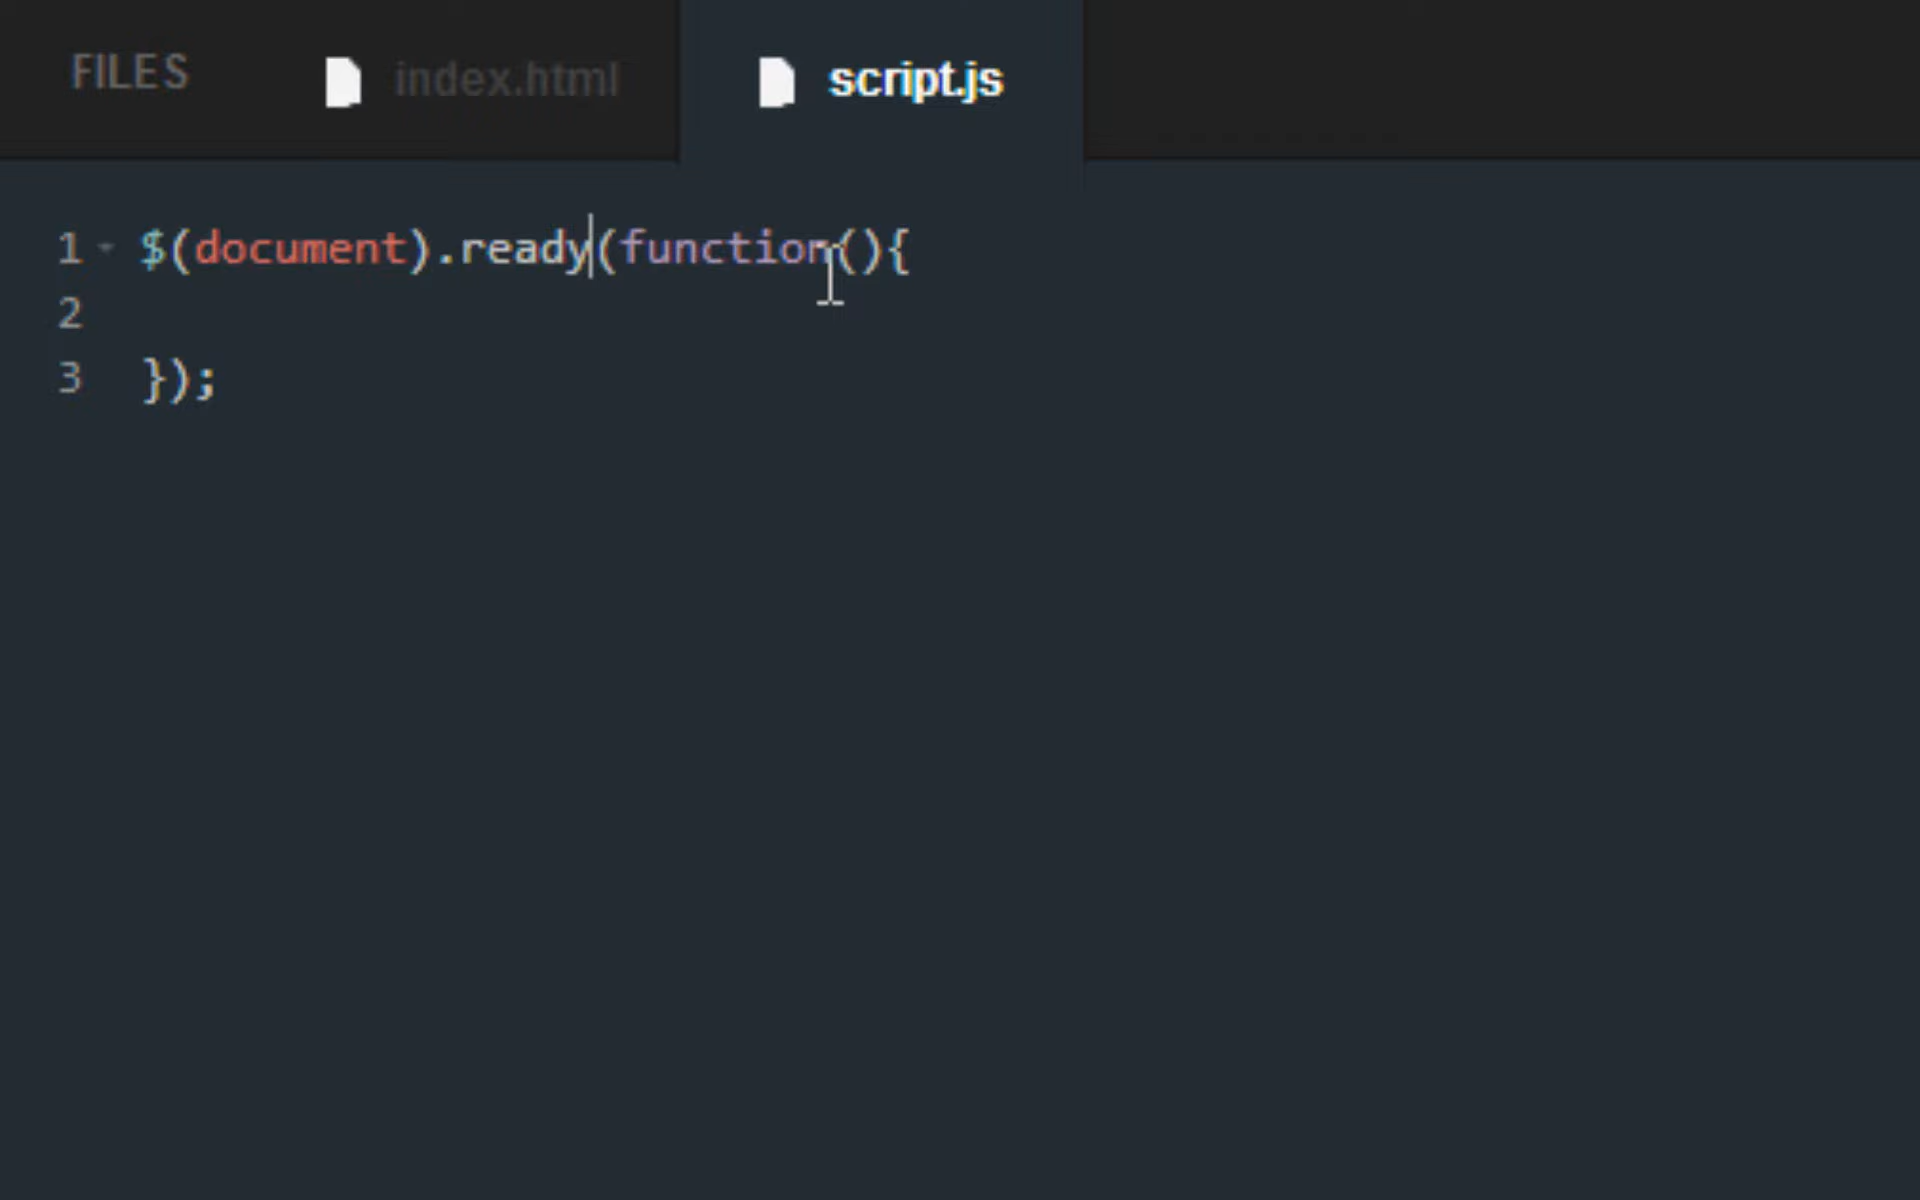 FILES index.html script.js
1 $(document).ready(function(){
2
3 });